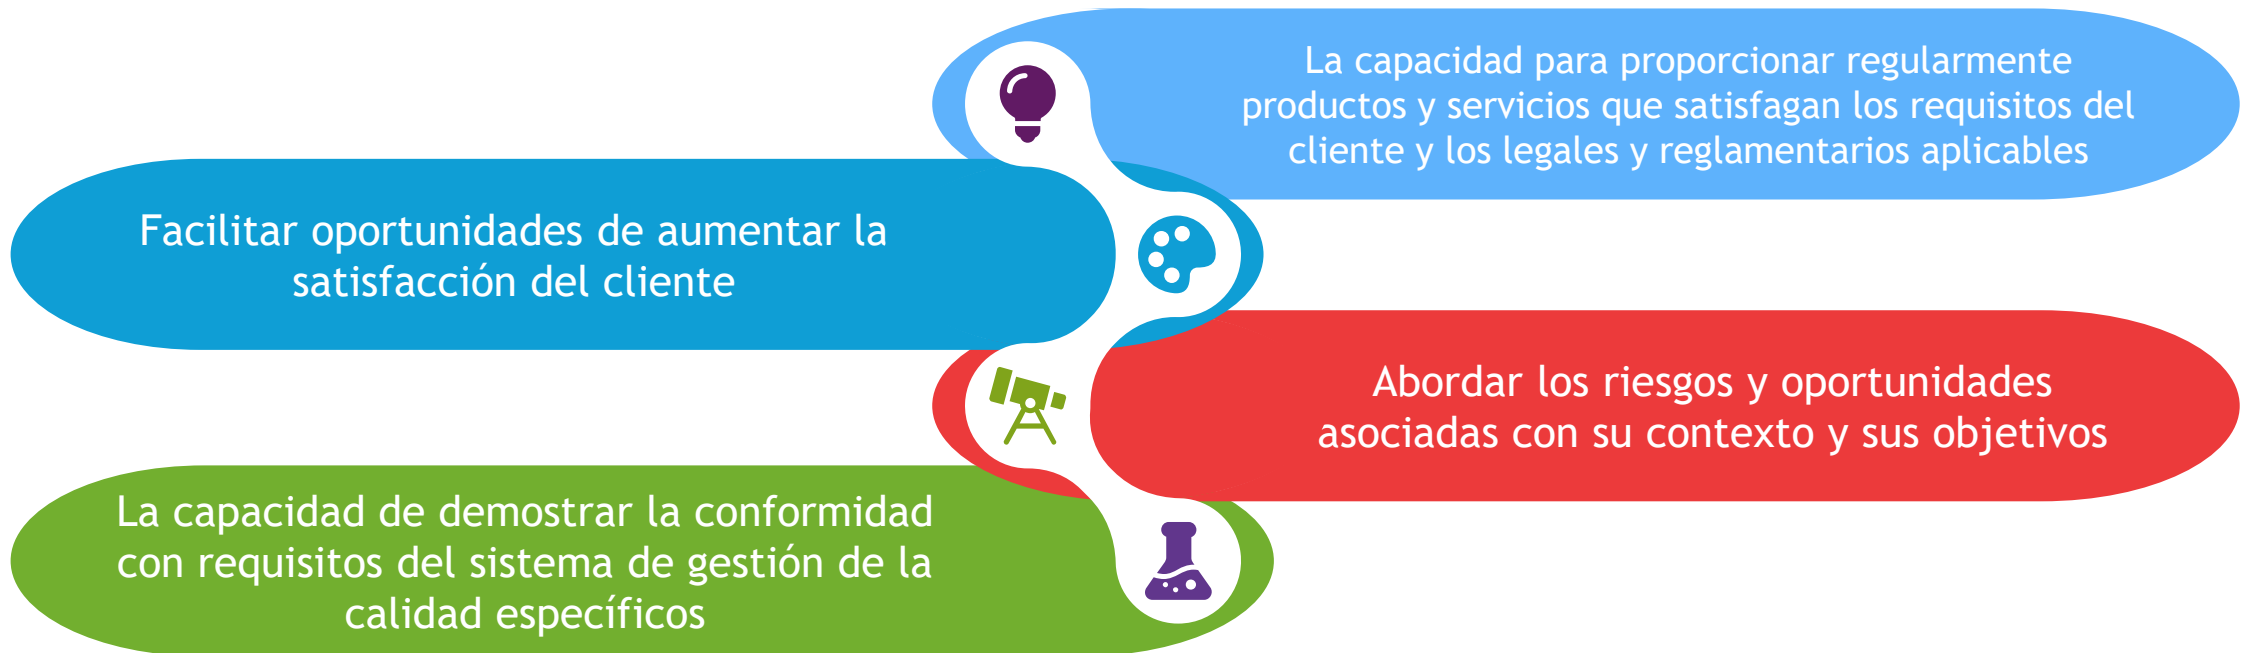 La capacidad para proporcionar regularmente
productos y servicios que satisfagan los requisitos del
cliente y los legales y reglamentarios aplicables
Facilitar oportunidades de aumentar la
satisfacción del cliente
Abordar los riesgos y oportunidades
asociadas con su contexto y sus objetivos
La capacidad de demostrar la conformidad
con requisitos del sistema de gestión de la
calidad específicos